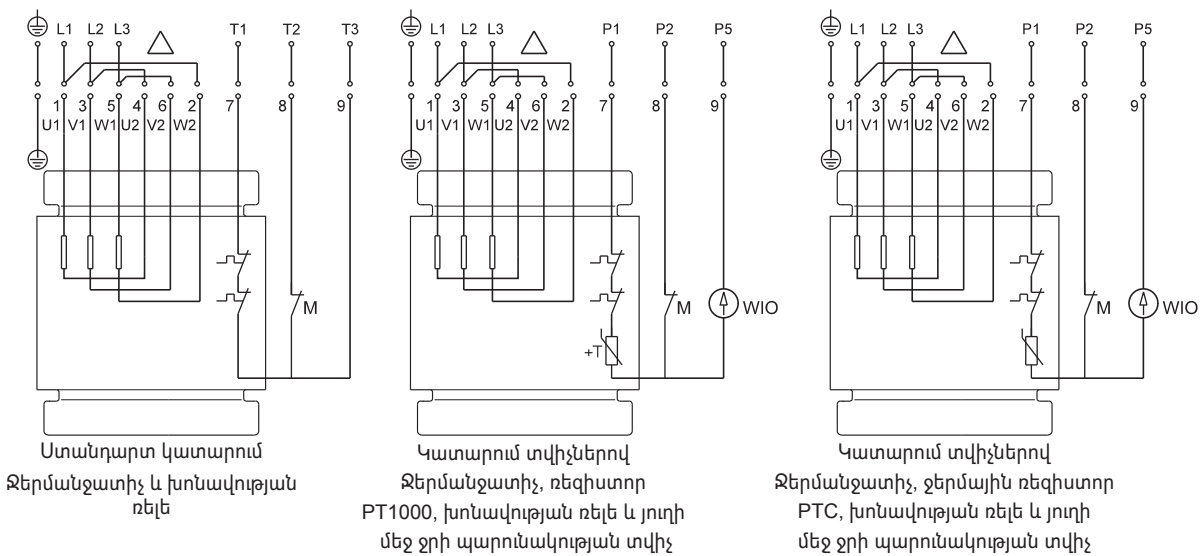 L1 L2 L3 T1 T2 T3
1 3 5 4 6 2 7 8 9
U1 V1 W1 U2 V2 W2
M
Ստանդարտ կատարում
Ջերմանջատիչ և խոնավության
ռելե
L1 L2 L3 P1 P2 P5
1 3 5 4 6 2 7 8 9
U1 V1 W1 U2 V2 W2
M WIO
+T
Կատարում տվիչներով
Ջերմանջատիչ, ռեզիստոր
PT1000, խոնավության ռելե և յուղի
մեջ ջրի պարունակության տվիչ
L1 L2 L3 P1 P2 P5
1 3 5 4 6 2 7 8 9
U1 V1 W1 U2 V2 W2
M WIO
Կատարում տվիչներով
Ջերմանջատիչ, ջերմային ռեզիստոր
PTC, խոնավության ռելե և յուղի
մեջ ջրի պարունակության տվիչ